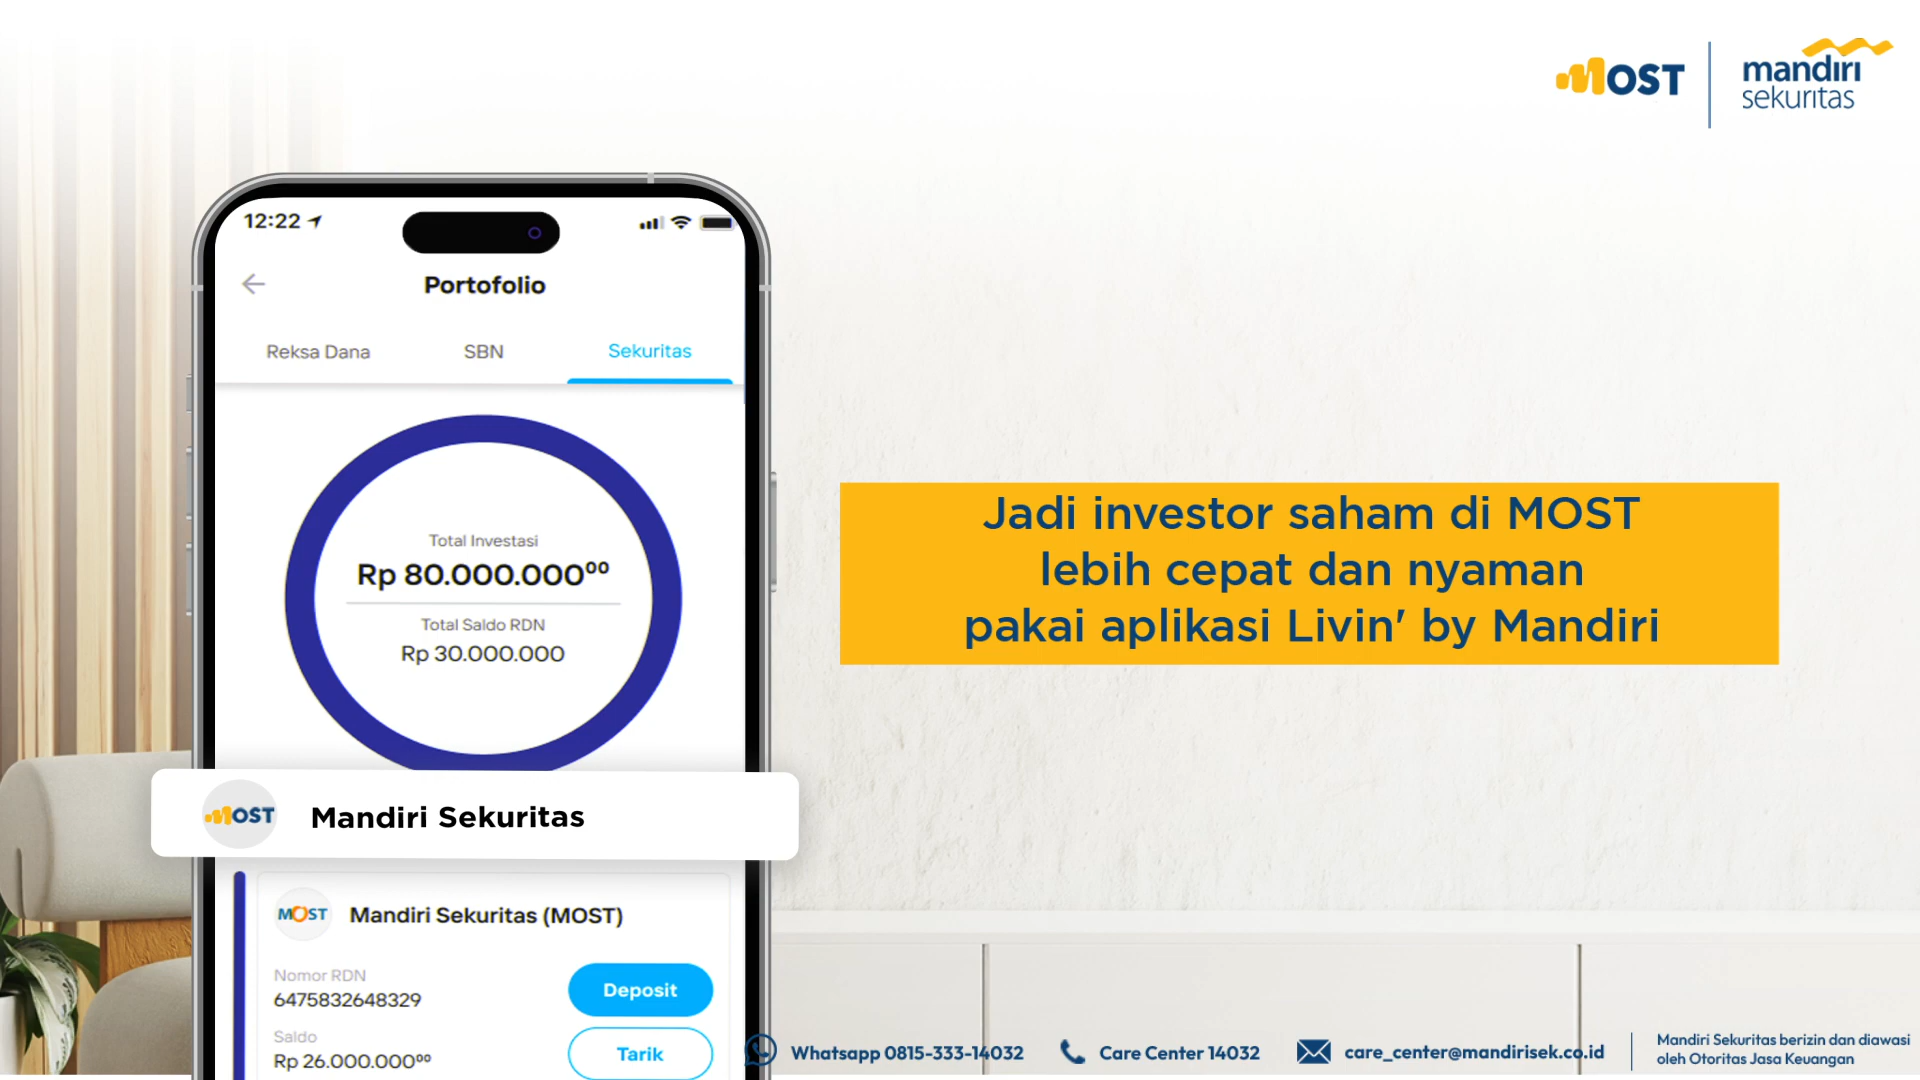 MOST
mandiri
sekuritas
12:22
Portofolio
Reksa Dana
SBN
Sekuritas
Total Investasi
Rp 80.000.000⁰⁰
Total Saldo RDN
Rp 30.000.000
MOST
Mandiri Sekuritas
MOST
Mandiri Sekuritas (MOST)
Nomor RDN
6475832648329
Deposit
Saldo
Rp 26.000.000⁰⁰
Tarik
Jadi investor saham di MOST
lebih cepat dan nyaman
pakai aplikasi Livin' by Mandiri
Whatsapp 0815-333-14032
Care Center 14032
care_center@mandirisek.co.id
Mandiri Sekuritas berizin dan diawasi
oleh Otoritas Jasa Keuangan